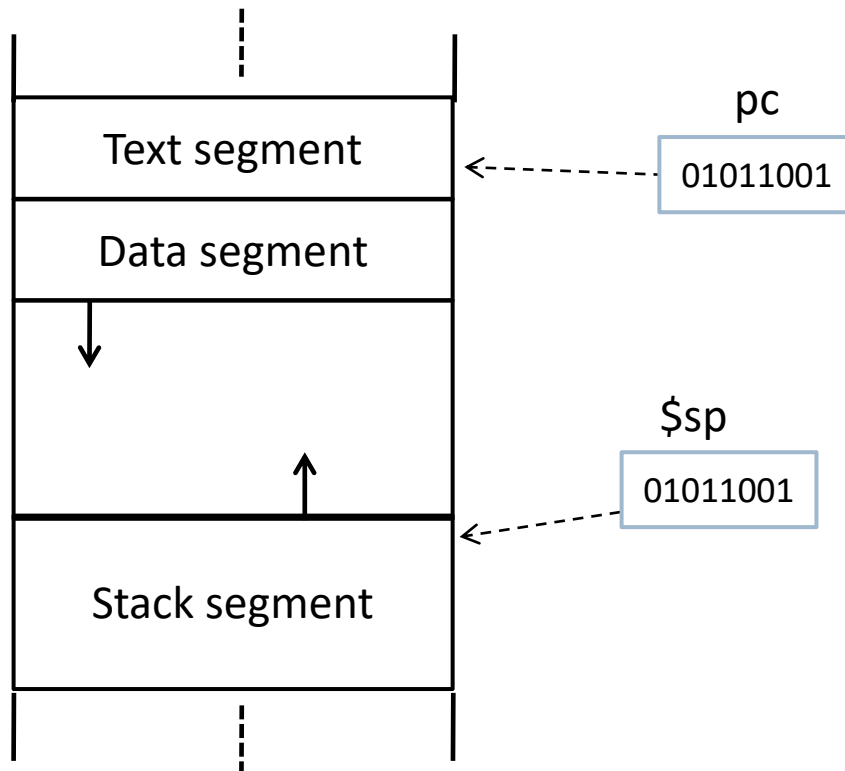 pc
Text segment
01011001
Data segment
$sp
01011001
Stack segment